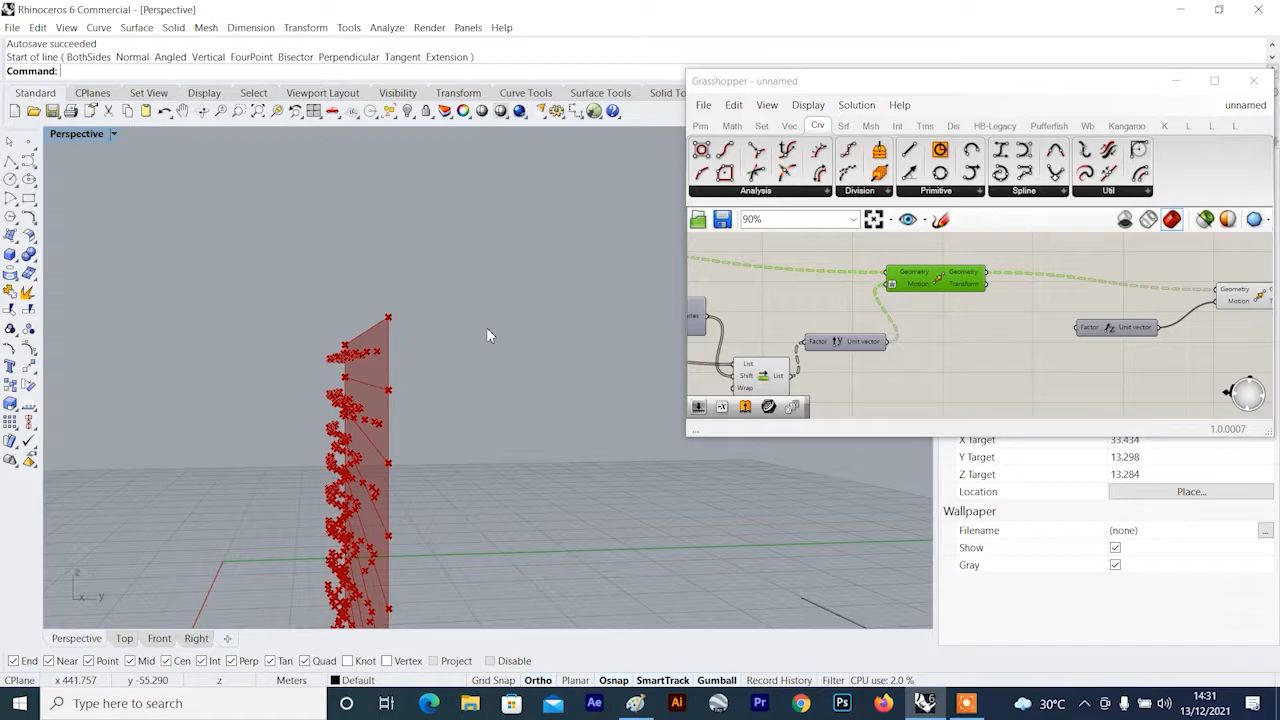 Rhinoceros 6 Commercial - [Perspective]
File Edit View Curve Surface Solid Mesh Dimension Transform Tools Analyze Render Panels Help
Autosave succeeded
Start of line ( BothSides Normal Angled Vertical FourPoint Bisector Perpendicular Tangent Extension )
Command:
Standard CPlanes Set View Display Select Viewport Layout Visibility Transform Curve Tools Surface Tools Solid To
Perspective
Grasshopper - unnamed
File Edit View Display Solution Help unnamed
Prm Math Set Vec Crv Srf Msh Int Trns Dis HB-Legacy Pufferfish Wb Kangaroo K L L L
Analysis Division Primitive Spline Util
90%
Geometry Geometry
Motion Transform
Geometry
Motion T
Factor Unit vector
ries
Factor y Unit vector
List
Shift List
Wrap
... 1.0.0007
X Target 33.434
Y Target 13.298
Z Target 13.284
Location Place...
Wallpaper
Filename (none) ...
Show
Gray
z
x y
Perspective Top Front Right
End Near Point Mid Cen Int Perp Tan Quad Knot Vertex Project Disable
CPlane x 441.757 y -55.290 z Meters Default Grid Snap Ortho Planar Osnap SmartTrack Gumball Record History Filter CPU use: 2.0 %
Type here to search
Ae Ai Pr Ps 6
30°C
14:31
13/12/2021